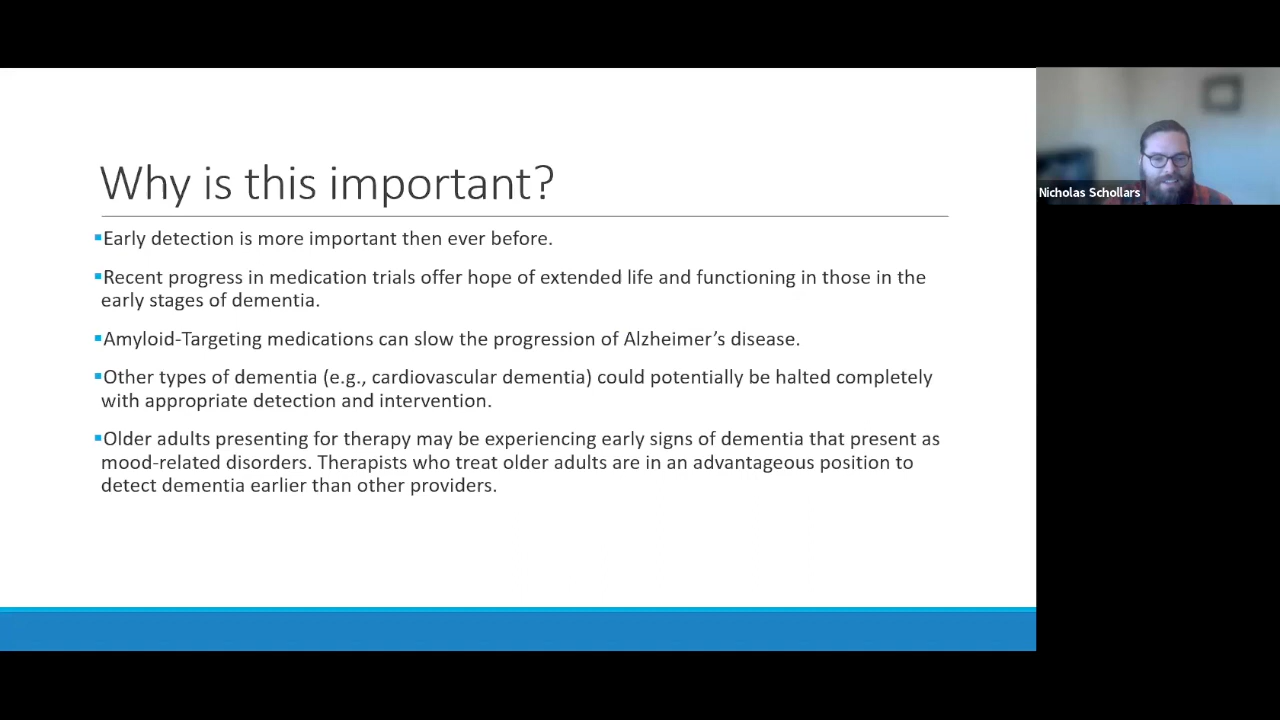 Why is this important?
Early detection is more important then ever before.
Recent progress in medication trials offer hope of extended life and functioning in those in the
early stages of dementia.
Amyloid-Targeting medications can slow the progression of Alzheimer’s disease.
Other types of dementia (e.g., cardiovascular dementia) could potentially be halted completely
with appropriate detection and intervention.
Older adults presenting for therapy may be experiencing early signs of dementia that present as
mood-related disorders. Therapists who treat older adults are in an advantageous position to
detect dementia earlier than other providers.
Nicholas Schollars